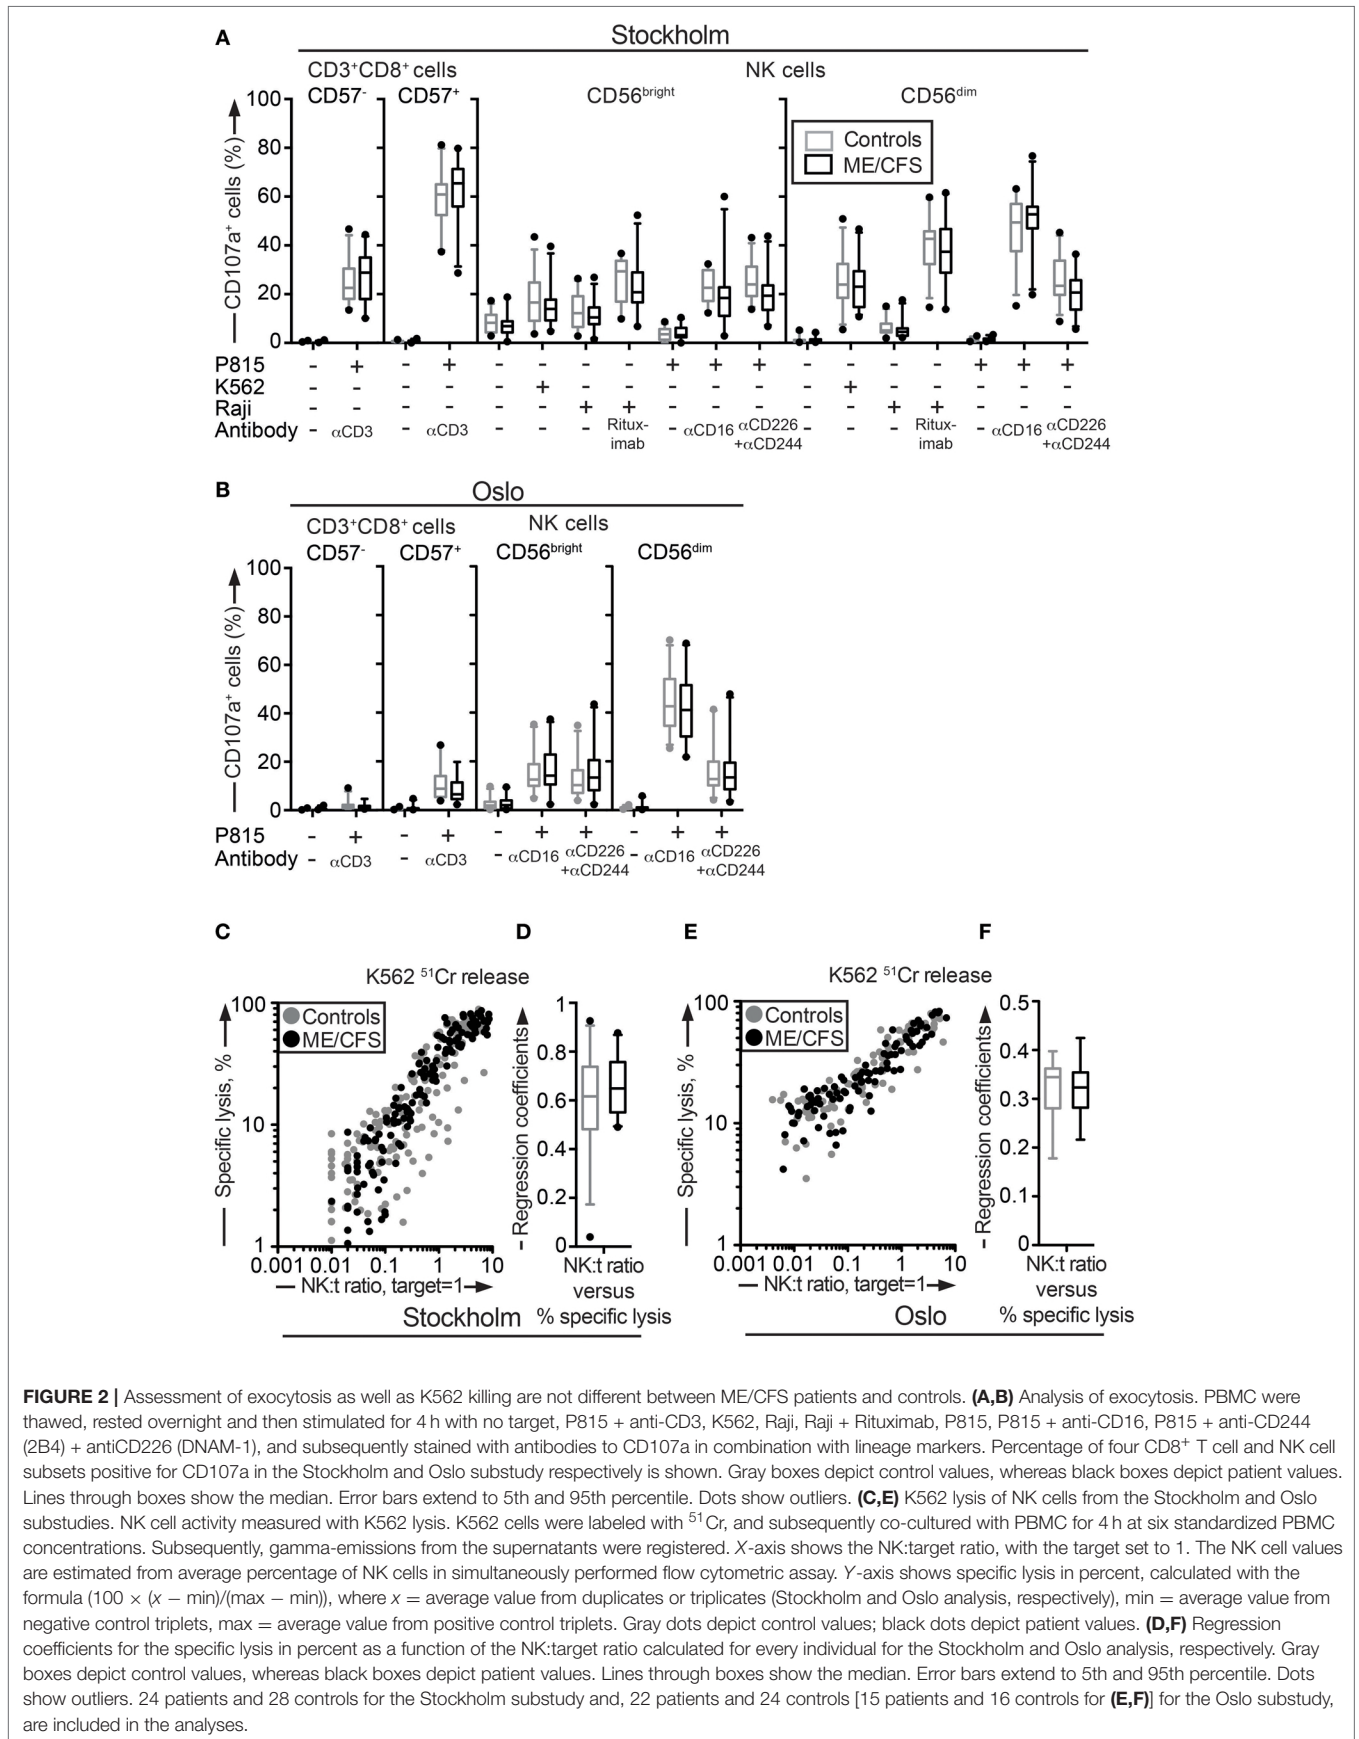 A
Stockholm
CD3⁺CD8⁺ cells
NK cells
CD57⁻
CD57⁺
CD56ᵇʳⁱᵍʰᵗ
CD56ᵈⁱᵐ
CD107a⁺ cells (%)
100
80
60
40
20
0
Controls
ME/CFS
P815 - + - + - - - - + + + - - - - + + +
K562 - - - - - + - - - - - - + - - - - -
Raji - - - - - - + + - - - - - + + - - -
Antibody - αCD3 - αCD3 - - - Ritux- - αCD16 αCD226 - - - Ritux- - αCD16 αCD226
imab +αCD244 imab +αCD244
B
Oslo
CD3⁺CD8⁺ cells
NK cells
CD57⁻
CD57⁺
CD56ᵇʳⁱᵍʰᵗ
CD56ᵈⁱᵐ
CD107a⁺ cells (%)
100
80
60
40
20
0
P815 - + - + - + + - + +
Antibody - αCD3 - αCD3 - αCD16 αCD226 - αCD16 αCD226
+αCD244 +αCD244
C
K562 ⁵¹Cr release
Specific lysis, %
100
10
1
Controls
ME/CFS
0.001 0.01 0.1 1 10
NK:t ratio, target=1
D
Regression coefficients
1
0.8
0.6
0.4
0.2
0
NK:t ratio
versus
% specific lysis
Stockholm
E
K562 ⁵¹Cr release
Specific lysis, %
100
10
1
Controls
ME/CFS
0.001 0.01 0.1 1 10
NK:t ratio, target=1
F
Regression coefficients
0.5
0.4
0.3
0.2
0.1
0
NK:t ratio
versus
% specific lysis
Oslo
FIGURE 2 | Assessment of exocytosis as well as K562 killing are not different between ME/CFS patients and controls. (A,B) Analysis of exocytosis. PBMC were
thawed, rested overnight and then stimulated for 4 h with no target, P815 + anti-CD3, K562, Raji, Raji + Rituximab, P815, P815 + anti-CD16, P815 + anti-CD244
(2B4) + antiCD226 (DNAM-1), and subsequently stained with antibodies to CD107a in combination with lineage markers. Percentage of four CD8⁺ T cell and NK cell
subsets positive for CD107a in the Stockholm and Oslo substudy respectively is shown. Gray boxes depict control values, whereas black boxes depict patient values.
Lines through boxes show the median. Error bars extend to 5th and 95th percentile. Dots show outliers. (C,E) K562 lysis of NK cells from the Stockholm and Oslo
substudies. NK cell activity measured with K562 lysis. K562 cells were labeled with ⁵¹Cr, and subsequently co-cultured with PBMC for 4 h at six standardized PBMC
concentrations. Subsequently, gamma-emissions from the supernatants were registered. X-axis shows the NK:target ratio, with the target set to 1. The NK cell values
are estimated from average percentage of NK cells in simultaneously performed flow cytometric assay. Y-axis shows specific lysis in percent, calculated with the
formula (100 × (x − min)/(max − min)), where x = average value from duplicates or triplicates (Stockholm and Oslo analysis, respectively), min = average value from
negative control triplets, max = average value from positive control triplets. Gray dots depict control values; black dots depict patient values. (D,F) Regression
coefficients for the specific lysis in percent as a function of the NK:target ratio calculated for every individual for the Stockholm and Oslo analysis, respectively. Gray
boxes depict control values, whereas black boxes depict patient values. Lines through boxes show the median. Error bars extend to 5th and 95th percentile. Dots
show outliers. 24 patients and 28 controls for the Stockholm substudy and, 22 patients and 24 controls [15 patients and 16 controls for (E,F)] for the Oslo substudy,
are included in the analyses.